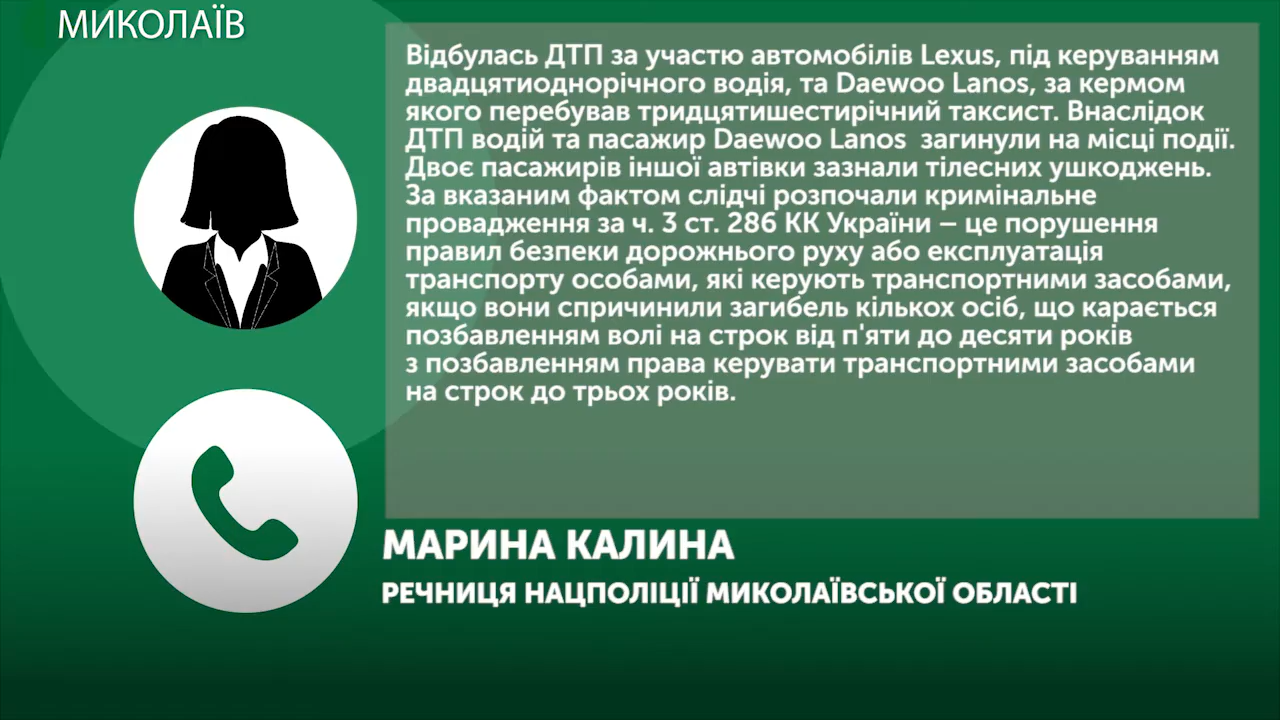 МИКОЛАЇВ
Відбулась ДТП за участю автомобілів Lexus, під керуванням
двадцятиоднорічного водія, та Daewoo Lanos, за кермом
якого перебував тридцятишестирічний таксист. Внаслідок
ДТП водій та пасажир Daewoo Lanos загинули на місці події.
Двоє пасажирів іншої автівки зазнали тілесних ушкоджень.
За вказаним фактом слідчі розпочали кримінальне
провадження за ч. 3 ст. 286 КК України – це порушення
правил безпеки дорожнього руху або експлуатація
транспорту особами, які керують транспортними засобами,
якщо вони спричинили загибель кількох осіб, що карається
позбавленням волі на строк від п'яти до десяти років
з позбавленням права керувати транспортними засобами
на строк до трьох років.
МАРИНА КАЛИНА
РЕЧНИЦЯ НАЦПОЛІЦІЇ МИКОЛАЇВСЬКОЇ ОБЛАСТІ